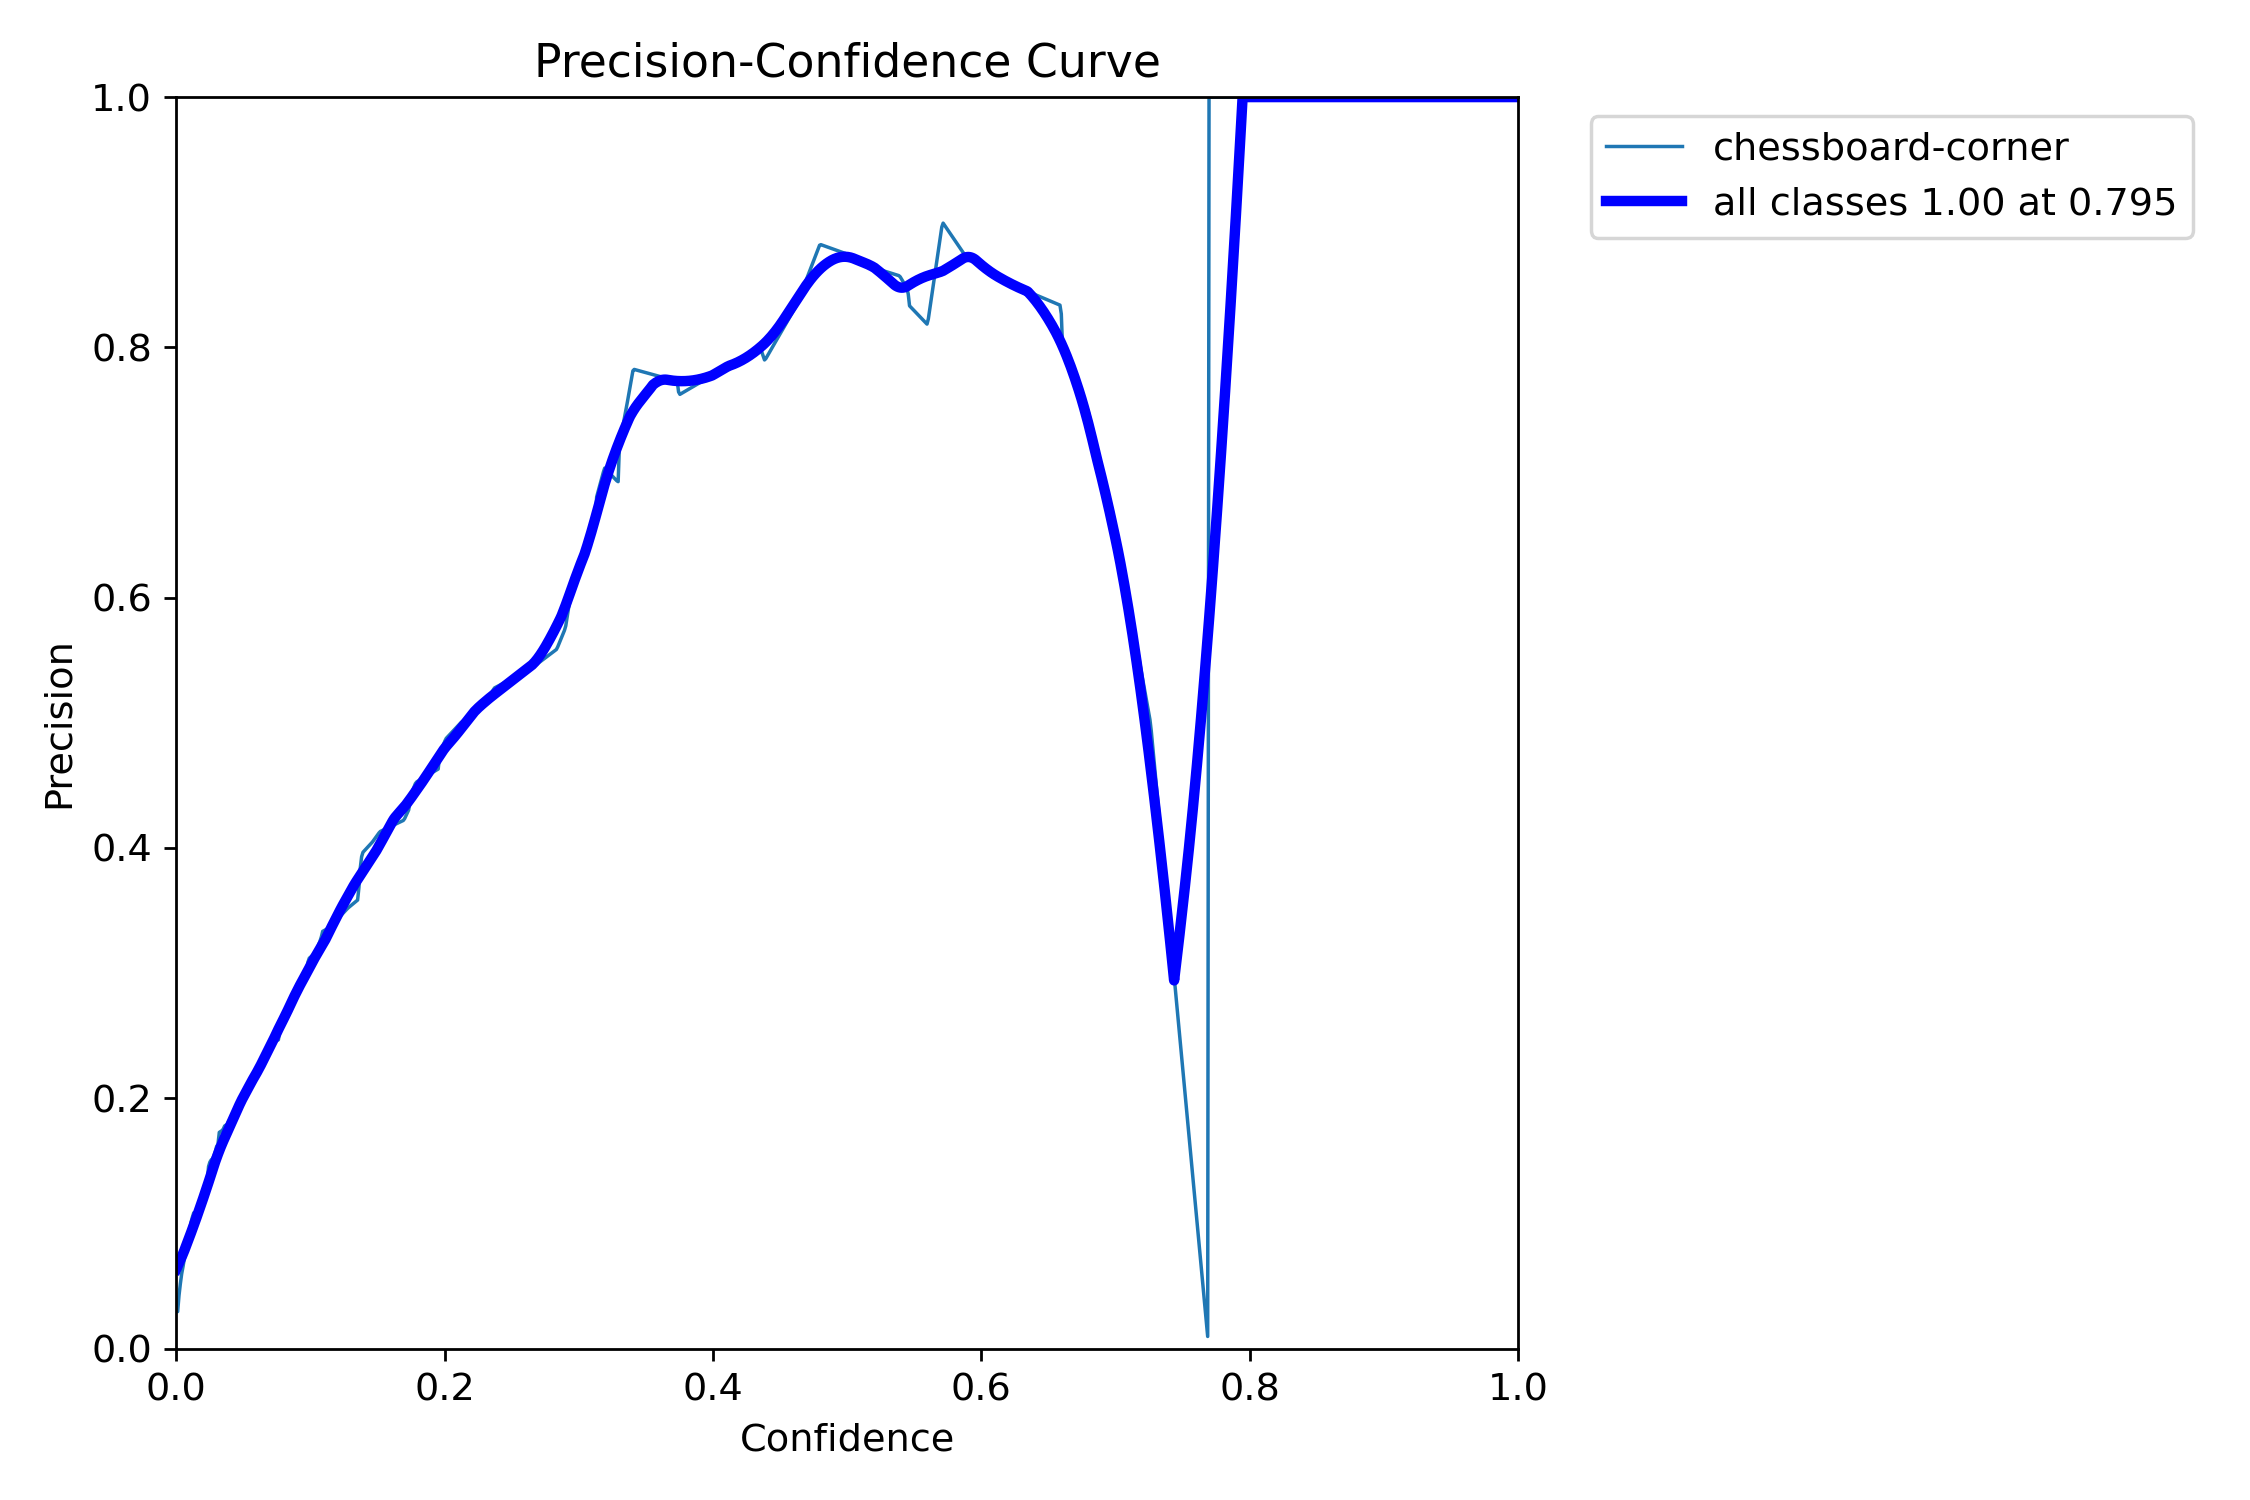 Precision-Confidence Curve
1.0
0.8
0.6
0.4
0.2
0.0
Precision
0.0 0.2 0.4 0.6 0.8 1.0
Confidence
chessboard-corner
all classes 1.00 at 0.795